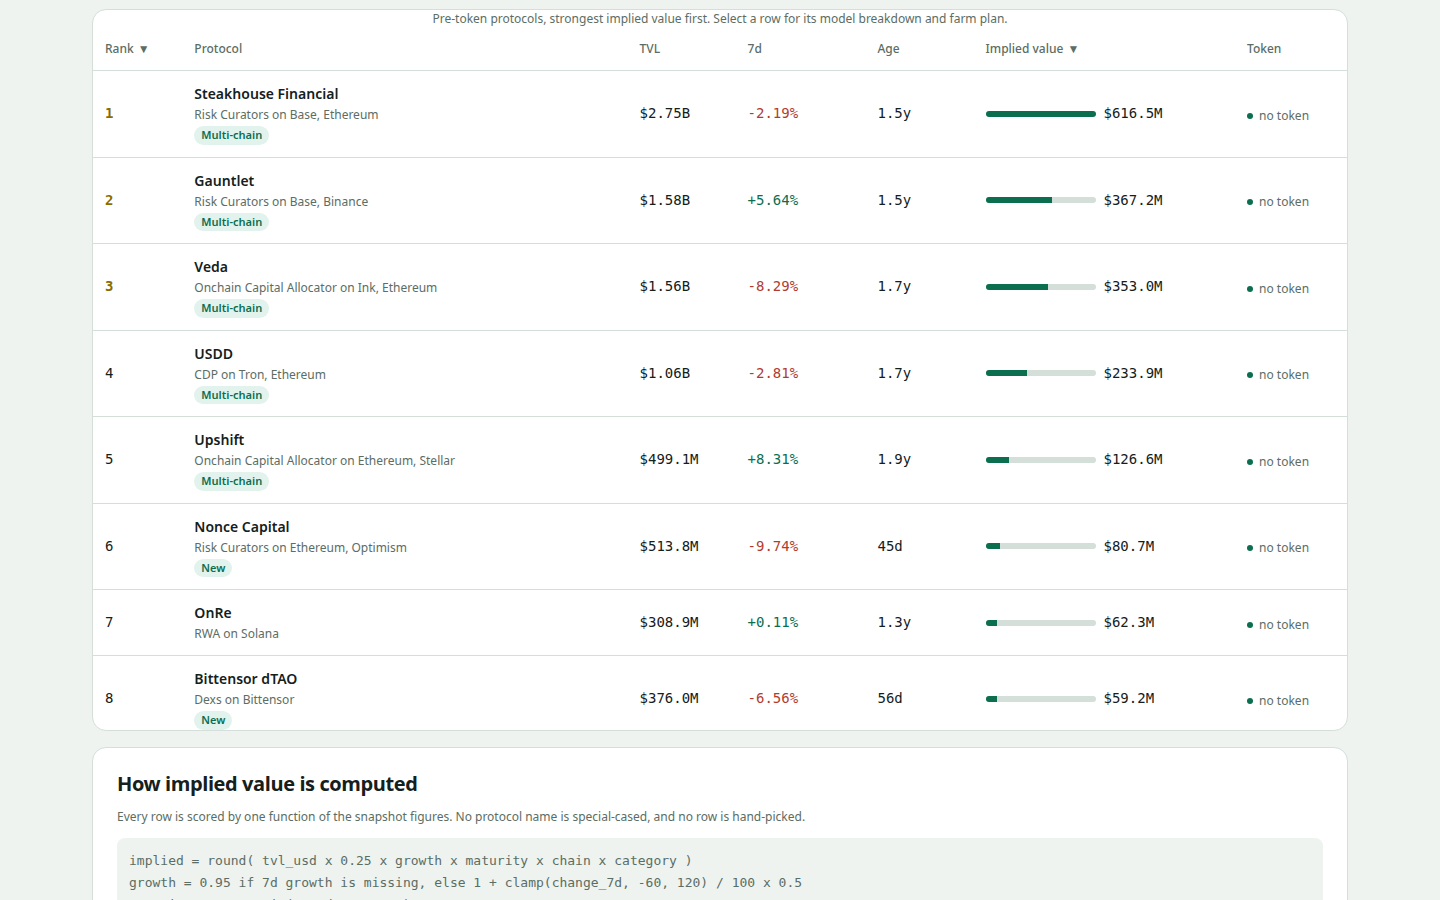 Pre-token protocols, strongest implied value first. Select a row for its model breakdown and farm plan.
Rank ▼ Protocol TVL 7d Age Implied value ▼ Token
Steakhouse Financial
1 Risk Curators on Base, Ethereum $2.75B -2.19% 1.5y $616.5M no token
Multi-chain
Gauntlet
2 Risk Curators on Base, Binance $1.58B +5.64% 1.5y $367.2M no token
Multi-chain
Veda
3 Onchain Capital Allocator on Ink, Ethereum $1.56B -8.29% 1.7y $353.0M no token
Multi-chain
USDD
4 CDP on Tron, Ethereum $1.06B -2.81% 1.7y $233.9M no token
Multi-chain
Upshift
5 Onchain Capital Allocator on Ethereum, Stellar $499.1M +8.31% 1.9y $126.6M no token
Multi-chain
Nonce Capital
6 Risk Curators on Ethereum, Optimism $513.8M -9.74% 45d $80.7M no token
New
OnRe
7 RWA on Solana $308.9M +0.11% 1.3y $62.3M no token
Bittensor dTAO
8 Dexs on Bittensor $376.0M -6.56% 56d $59.2M no token
New
How implied value is computed
Every row is scored by one function of the snapshot figures. No protocol name is special-cased, and no row is hand-picked.
implied = round( tvl_usd x 0.25 x growth x maturity x chain x category )
growth = 0.95 if 7d growth is missing, else 1 + clamp(change_7d, -60, 120) / 100 x 0.5